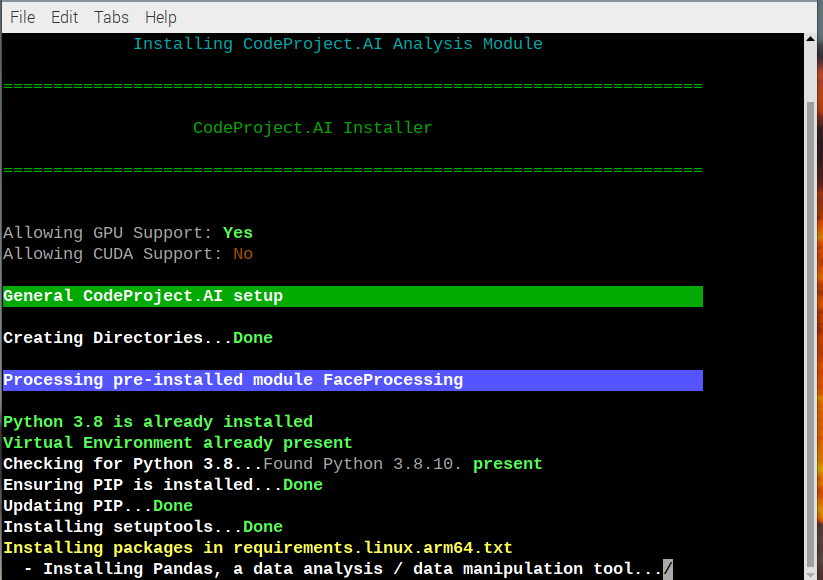 File Edit Tabs Help
Installing CodeProject.AI Analysis Module
======================================================================
CodeProject.AI Installer
======================================================================
Allowing GPU Support: Yes
Allowing CUDA Support: No
General CodeProject.AI setup
Creating Directories...Done
Processing pre-installed module FaceProcessing
Python 3.8 is already installed
Virtual Environment already present
Checking for Python 3.8...Found Python 3.8.10. present
Ensuring PIP is installed...Done
Updating PIP...Done
Installing setuptools...Done
Installing packages in requirements.linux.arm64.txt
- Installing Pandas, a data analysis / data manipulation tool.../